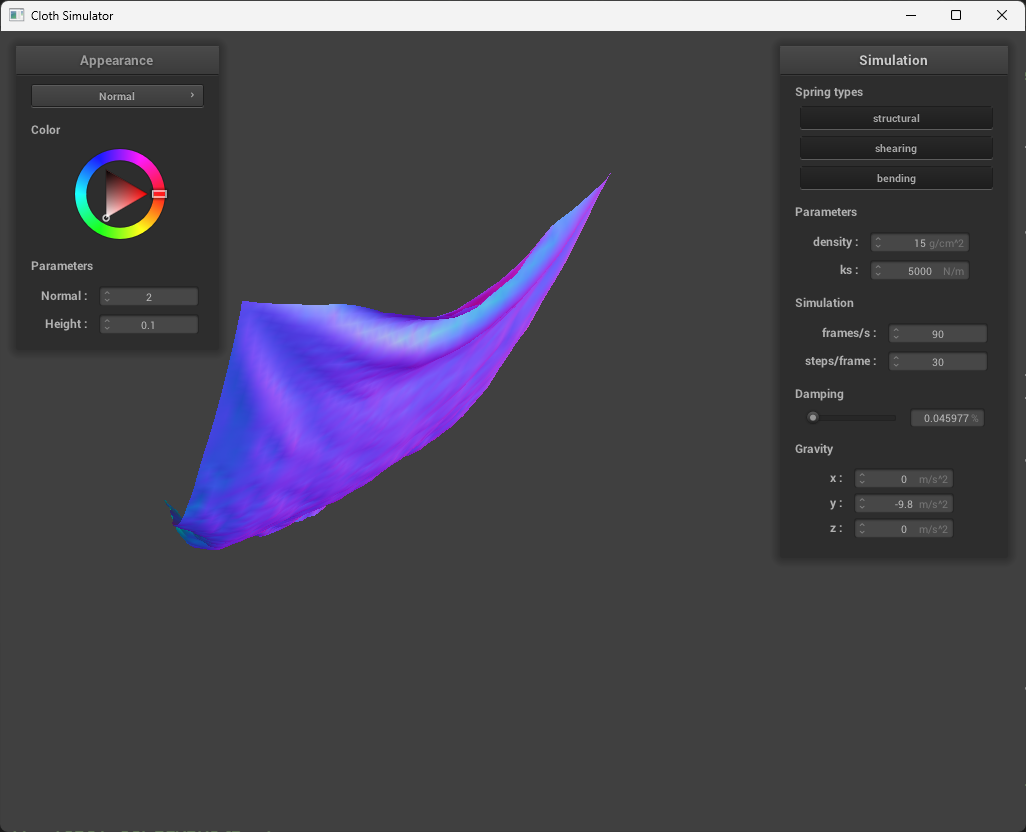 Cloth Simulator
Appearance
Normal
Color
Parameters
Normal : 2
Height : 0.1
Simulation
Spring types
structural
shearing
bending
Parameters
density : 15 g/cm^2
ks : 5000 N/m
Simulation
frames/s : 90
steps/frame : 30
Damping
0.045977 %
Gravity
x : 0 m/s^2
y : -9.8 m/s^2
z : 0 m/s^2